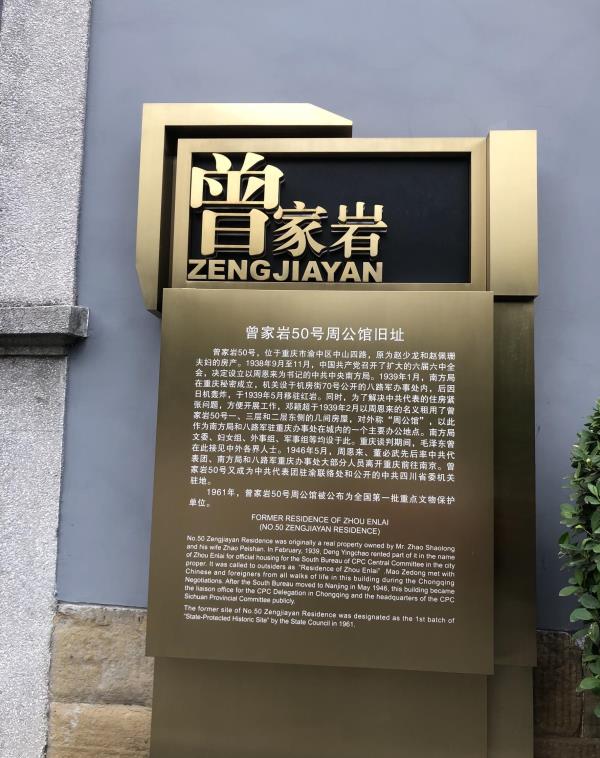 曾家岩
ZENGJIAYAN
曾家岩50号周公馆旧址
曾家岩50号，位于重庆市渝中区中山四路，原为赵少龙和赵佩珊
夫妇的房产。1938年9月至11月，中国共产党召开了扩大的六届六中全
会，决定设立以周恩来为书记的中共中央南方局。1939年1月，南方局
在重庆秘密成立，机关设于机房街70号公开的八路军办事处内，后因
日机轰炸，于1939年5月移驻红岩。同时，为了解决中共代表的住房紧
张问题，方便开展工作，邓颖超于1939年2月以周恩来的名义租用了曾
家岩50号一、三层和二层东侧的几间房屋，对外称“周公馆”，以此
作为南方局和八路军驻重庆办事处在城内的一个主要办公地点。南方局
文委、妇女组、外事组、军事组等均设于此。重庆谈判期间，毛泽东曾
在此接见中外各界人士。1946年5月，周恩来、董必武先后率中共代
表团、南方局和八路军重庆办事处大部分人员离开重庆前往南京。曾
家岩50号又成为中共代表团驻渝联络处和公开的中共四川省委机关
驻地。
1961年，曾家岩50号周公馆被公布为全国第一批重点文物保护
单位。
FORMER RESIDENCE OF ZHOU ENLAI
(NO.50 ZENGJIAYAN RESIDENCE)
No.50 Zengjiayan Residence was originally a real property owned by Mr. Zhao Shaolong
and his wife Zhao Peishan. In February, 1939, Deng Yingchao rented part of it in the name
of Zhou Enlai for official housing for the South Bureau of CPC Central Committee in the city
proper. It was called to outsiders as “Residence of Zhou Enlai” .Mao Zedong met with
Chinese and foreigners from all walks of life in this building during the Chongqing
Negotiations. After the South Bureau moved to Nanjing in May 1946, this building became
the liaison office for the CPC Delegation in Chongqing and the headquarters of the CPC
Sichuan Provincial Committee publicly.
The former site of No.50 Zengjiayan Residence was designated as the 1st batch of
“State-Protected Historic Site” by the State Council in 1961.